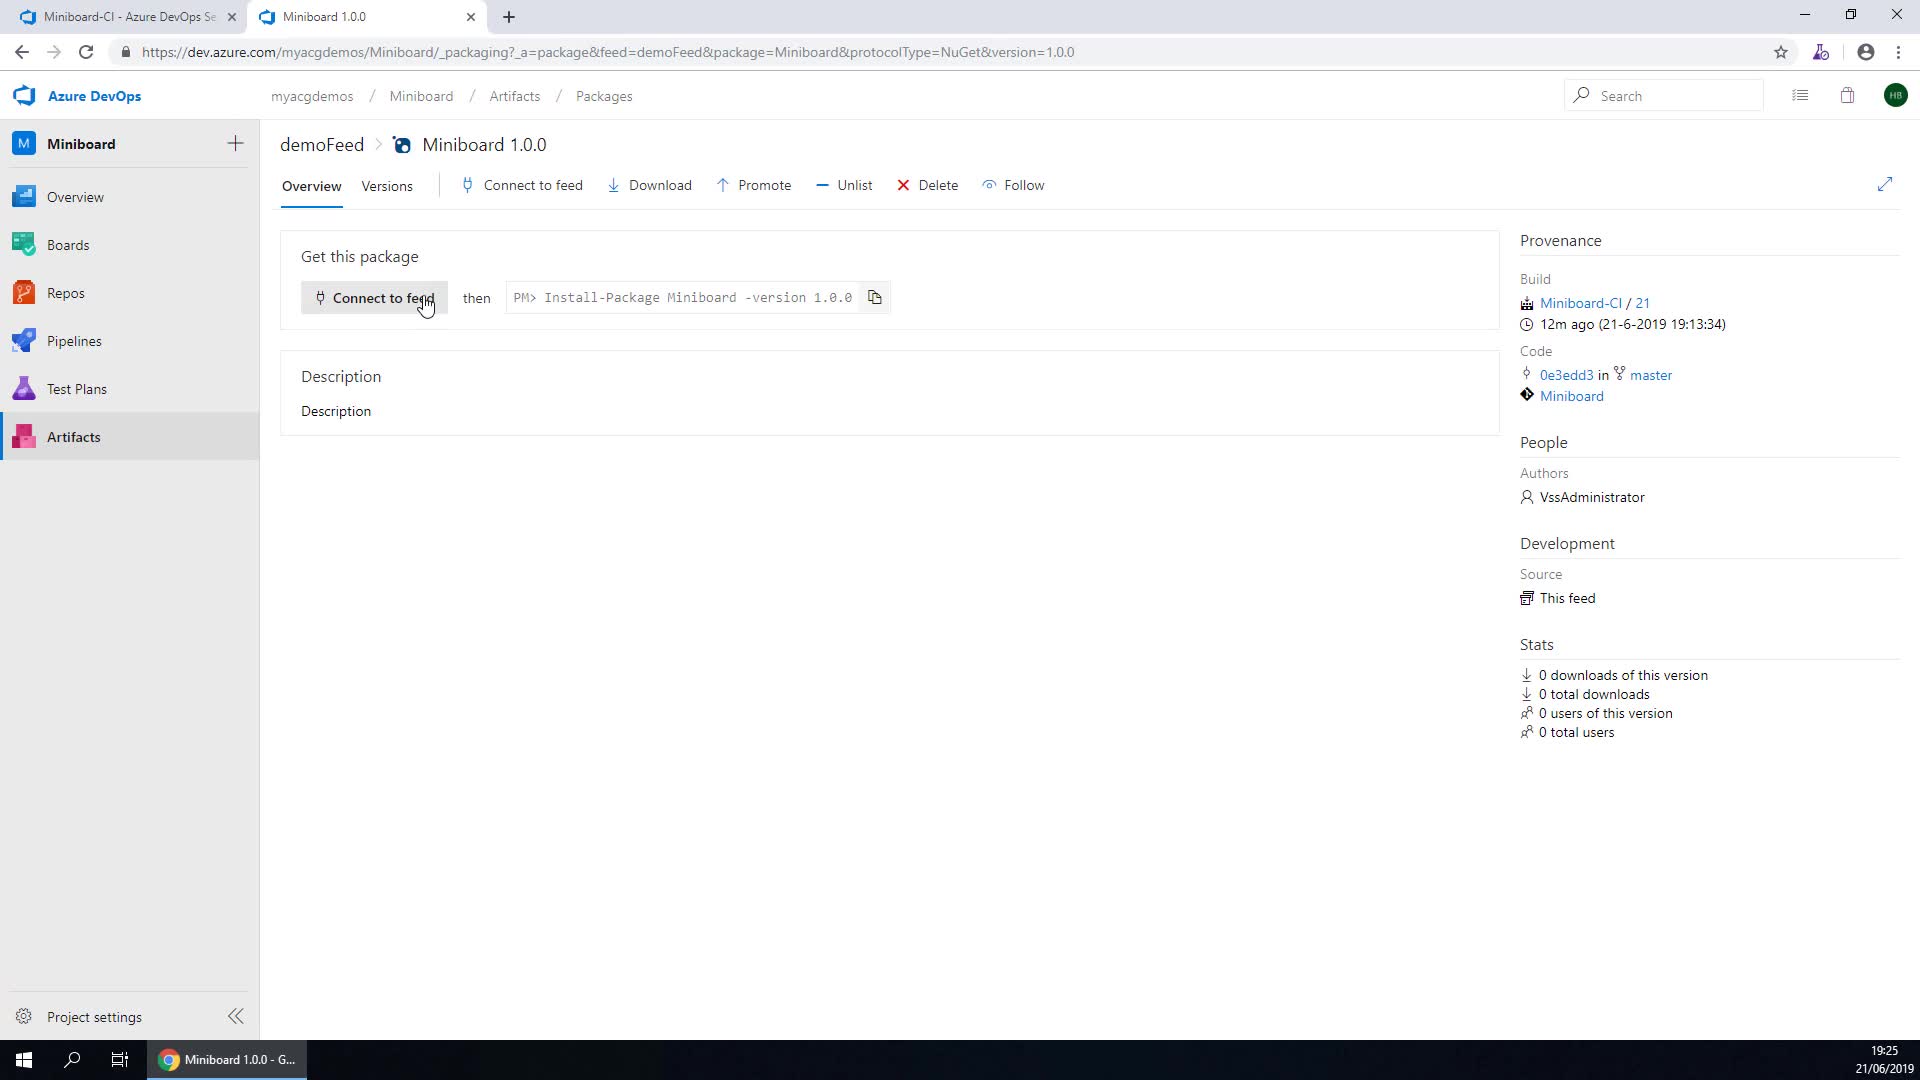 Miniboard-CI - Azure DevOps Se
Miniboard 1.0.0
https://dev.azure.com/myacgdemos/Miniboard/_packaging?_a=package&feed=demoFeed&package=Miniboard&protocolType=NuGet&version=1.0.0
Azure DevOps
myacgdemos / Miniboard / Artifacts / Packages
Search
HB
M Miniboard
Overview
Boards
Repos
Pipelines
Test Plans
Artifacts
Project settings
demoFeed > Miniboard 1.0.0
Overview Versions Connect to feed Download Promote Unlist Delete Follow
Get this package
Connect to feed then PM> Install-Package Miniboard -version 1.0.0
Description
Description
Provenance
Build
Miniboard-CI / 21
12m ago (21-6-2019 19:13:34)
Code
0e3edd3 in master
Miniboard
People
Authors
VssAdministrator
Development
Source
This feed
Stats
0 downloads of this version
0 total downloads
0 users of this version
0 total users
Miniboard 1.0.0 - G...
19:25
21/06/2019